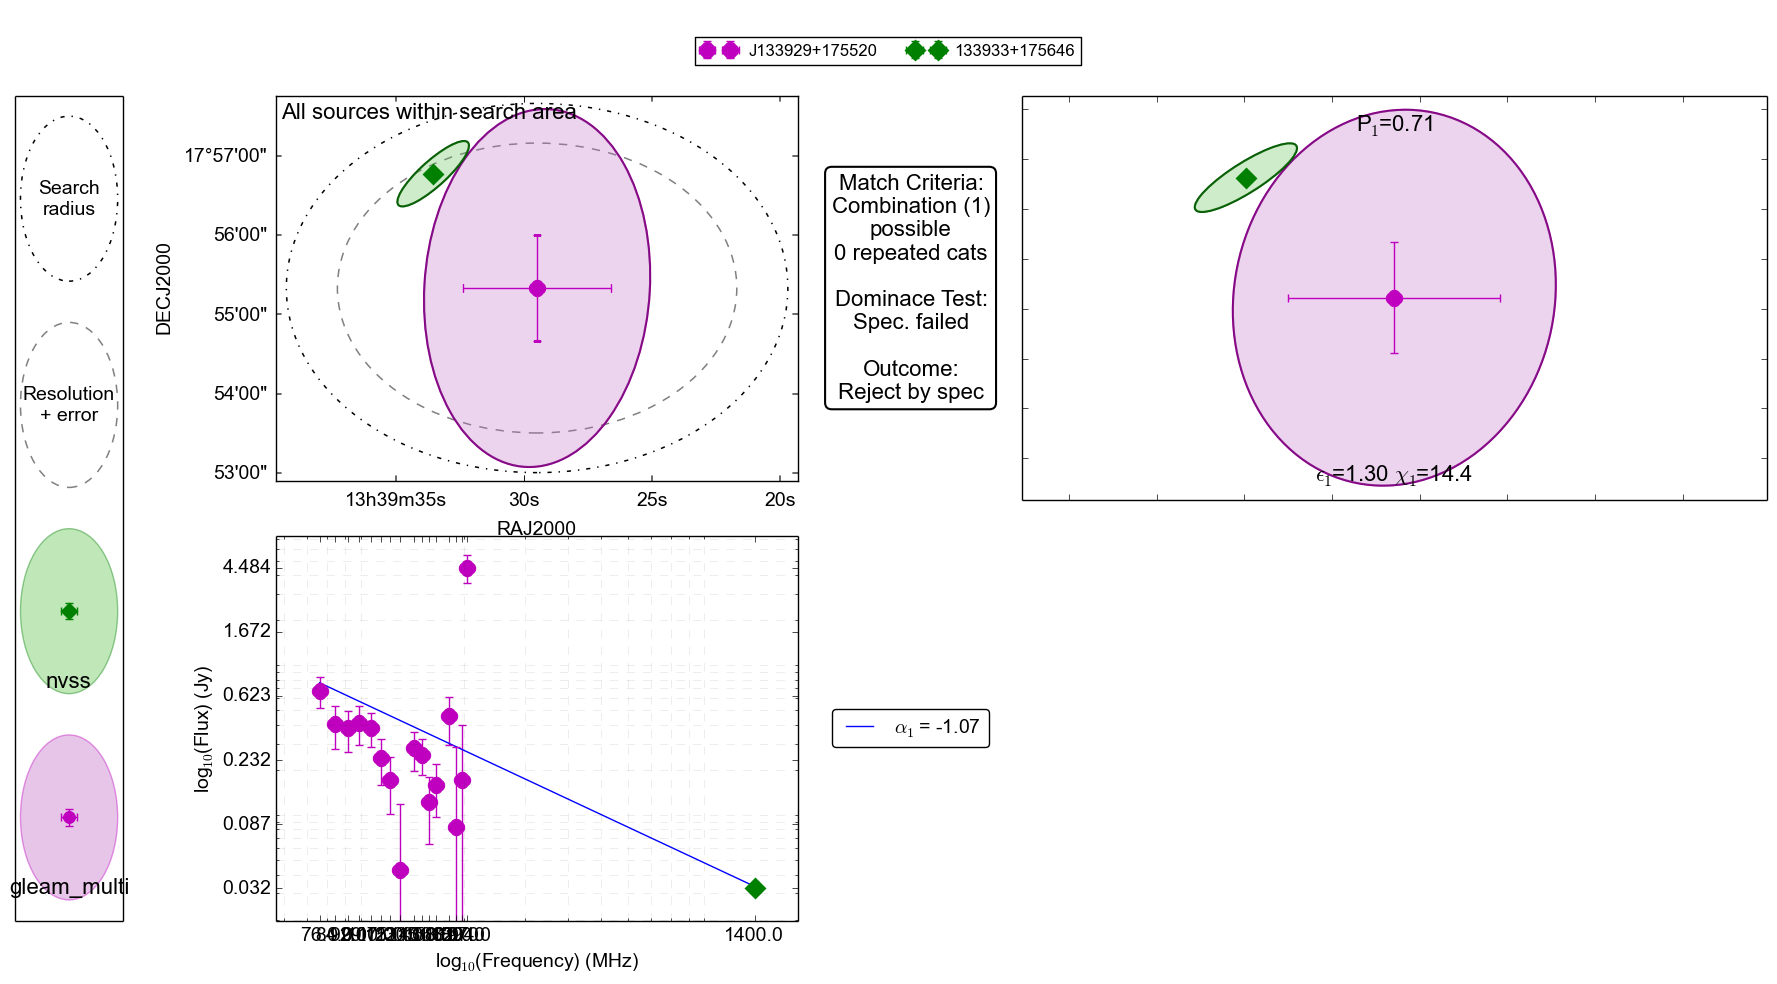 J133929+175520
133933+175646
Search
radius
Resolution
+ error
nvss
gleam_multi
All sources within search area
17°57'00"
56'00"
55'00"
54'00"
53'00"
DECJ2000
13h39m35s
30s
25s
20s
RAJ2000
Match Criteria:
Combination (1)
possible
0 repeated cats
Dominace Test:
Spec. failed
Outcome:
Reject by spec
P₁=0.71
ϵ₁=1.30 χ₁=14.4
4.484
1.672
0.623
0.232
0.087
0.032
log₁₀(Flux) (Jy)
1400.0
log₁₀(Frequency) (MHz)
α₁ = -1.07